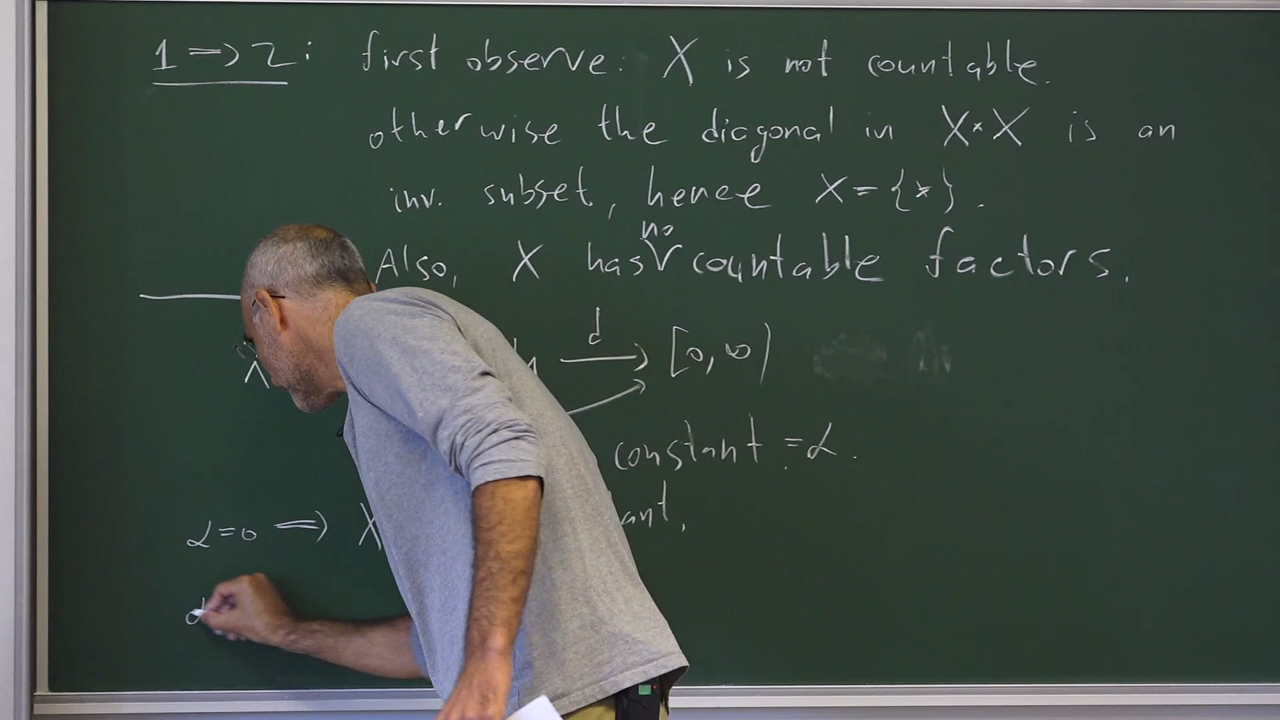 1 ⇒ 2: first observe: X is not countable.
otherwise the diagonal in X×X is an
inv. subset, hence X={*}.
Also, X has no countable factors.
d
→ [0, ∞)
constant = α.
α=0 ⇒ X